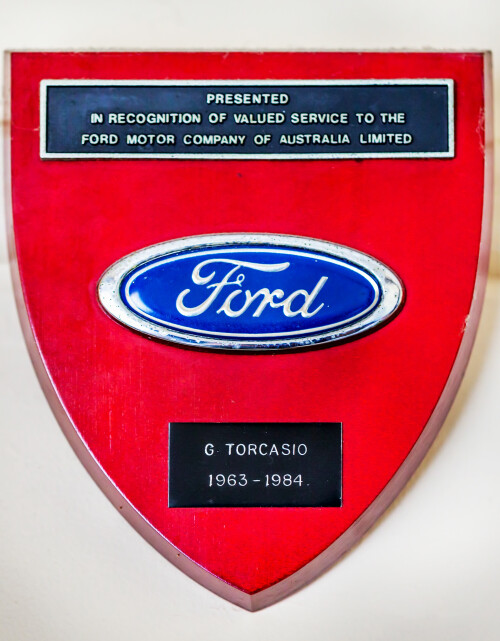 PRESENTED
IN RECOGNITION OF VALUED SERVICE TO THE
FORD MOTOR COMPANY OF AUSTRALIA LIMITED
Ford
G TORCASIO
1963-1984.